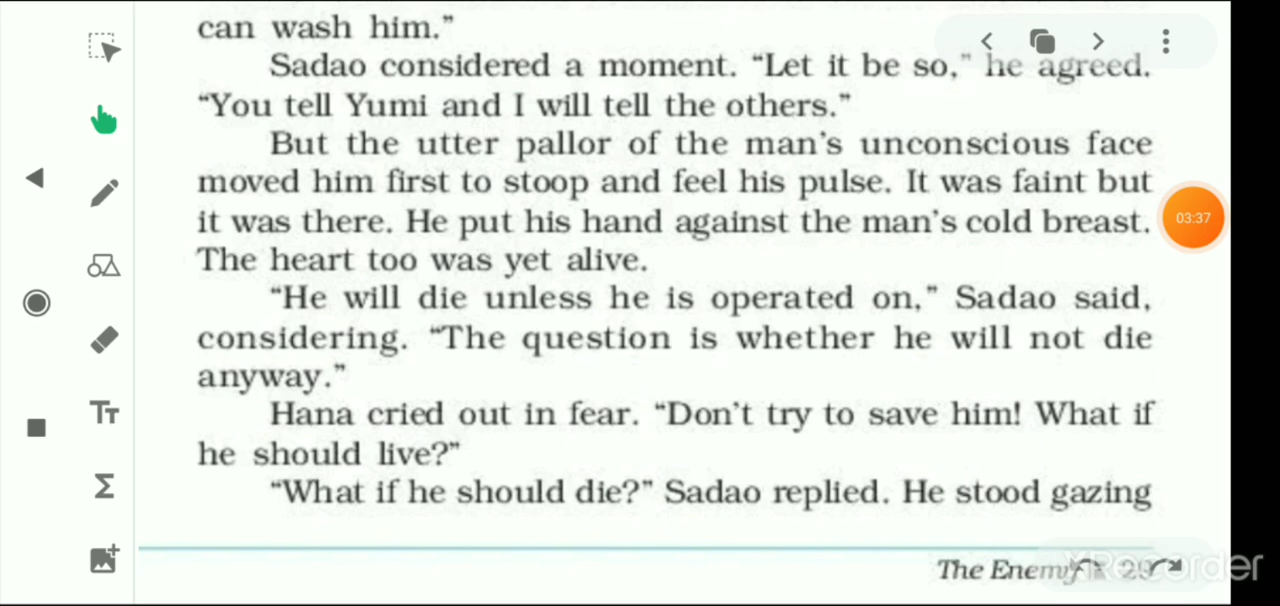 can wash him.”
Sadao considered a moment. “Let it be so,” he agreed.
“You tell Yumi and I will tell the others.”
But the utter pallor of the man’s unconscious face
moved him first to stoop and feel his pulse. It was faint but
it was there. He put his hand against the man’s cold breast.
The heart too was yet alive.
“He will die unless he is operated on,” Sadao said,
considering. “The question is whether he will not die
anyway.”
Hana cried out in fear. “Don’t try to save him! What if
he should live?”
“What if he should die?” Sadao replied. He stood gazing
The Enemy 29
03:37
XRecorder
Tт
Σ